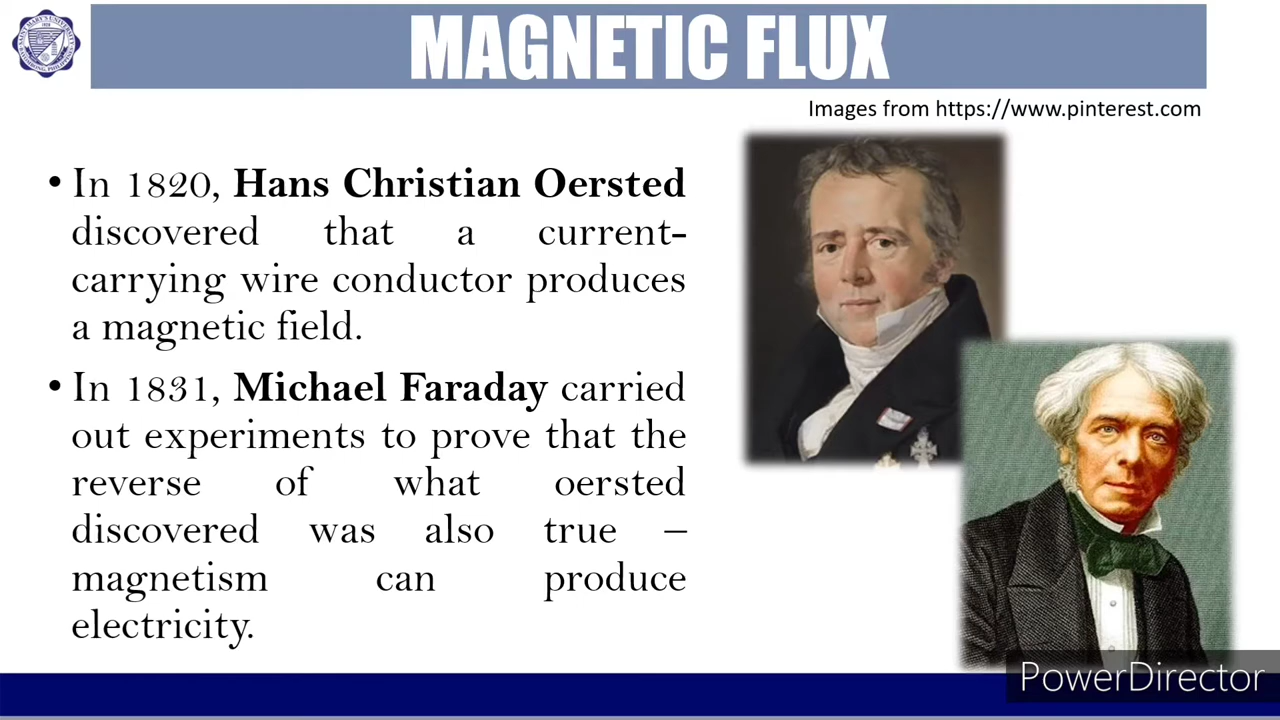 MAGNETIC FLUX
Images from https://www.pinterest.com
• In 1820, Hans Christian Oersted
discovered that a current-
carrying wire conductor produces
a magnetic field.
• In 1831, Michael Faraday carried
out experiments to prove that the
reverse of what oersted
discovered was also true –
magnetism can produce
electricity.
PowerDirector